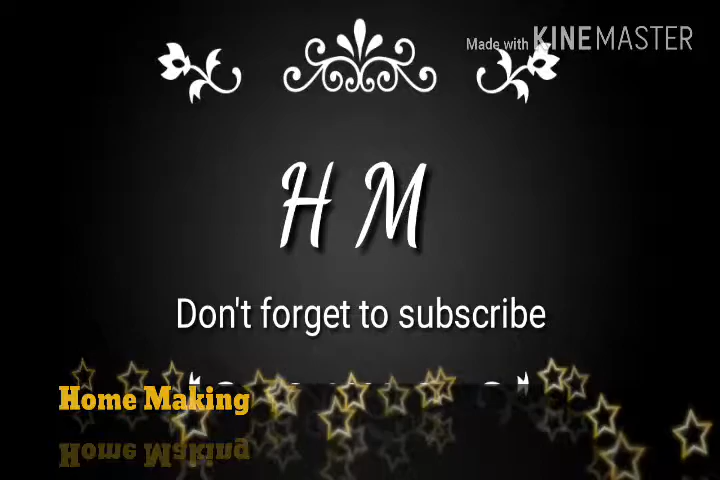 Made with KINEMASTER
H M
Don't forget to subscribe
Home Making